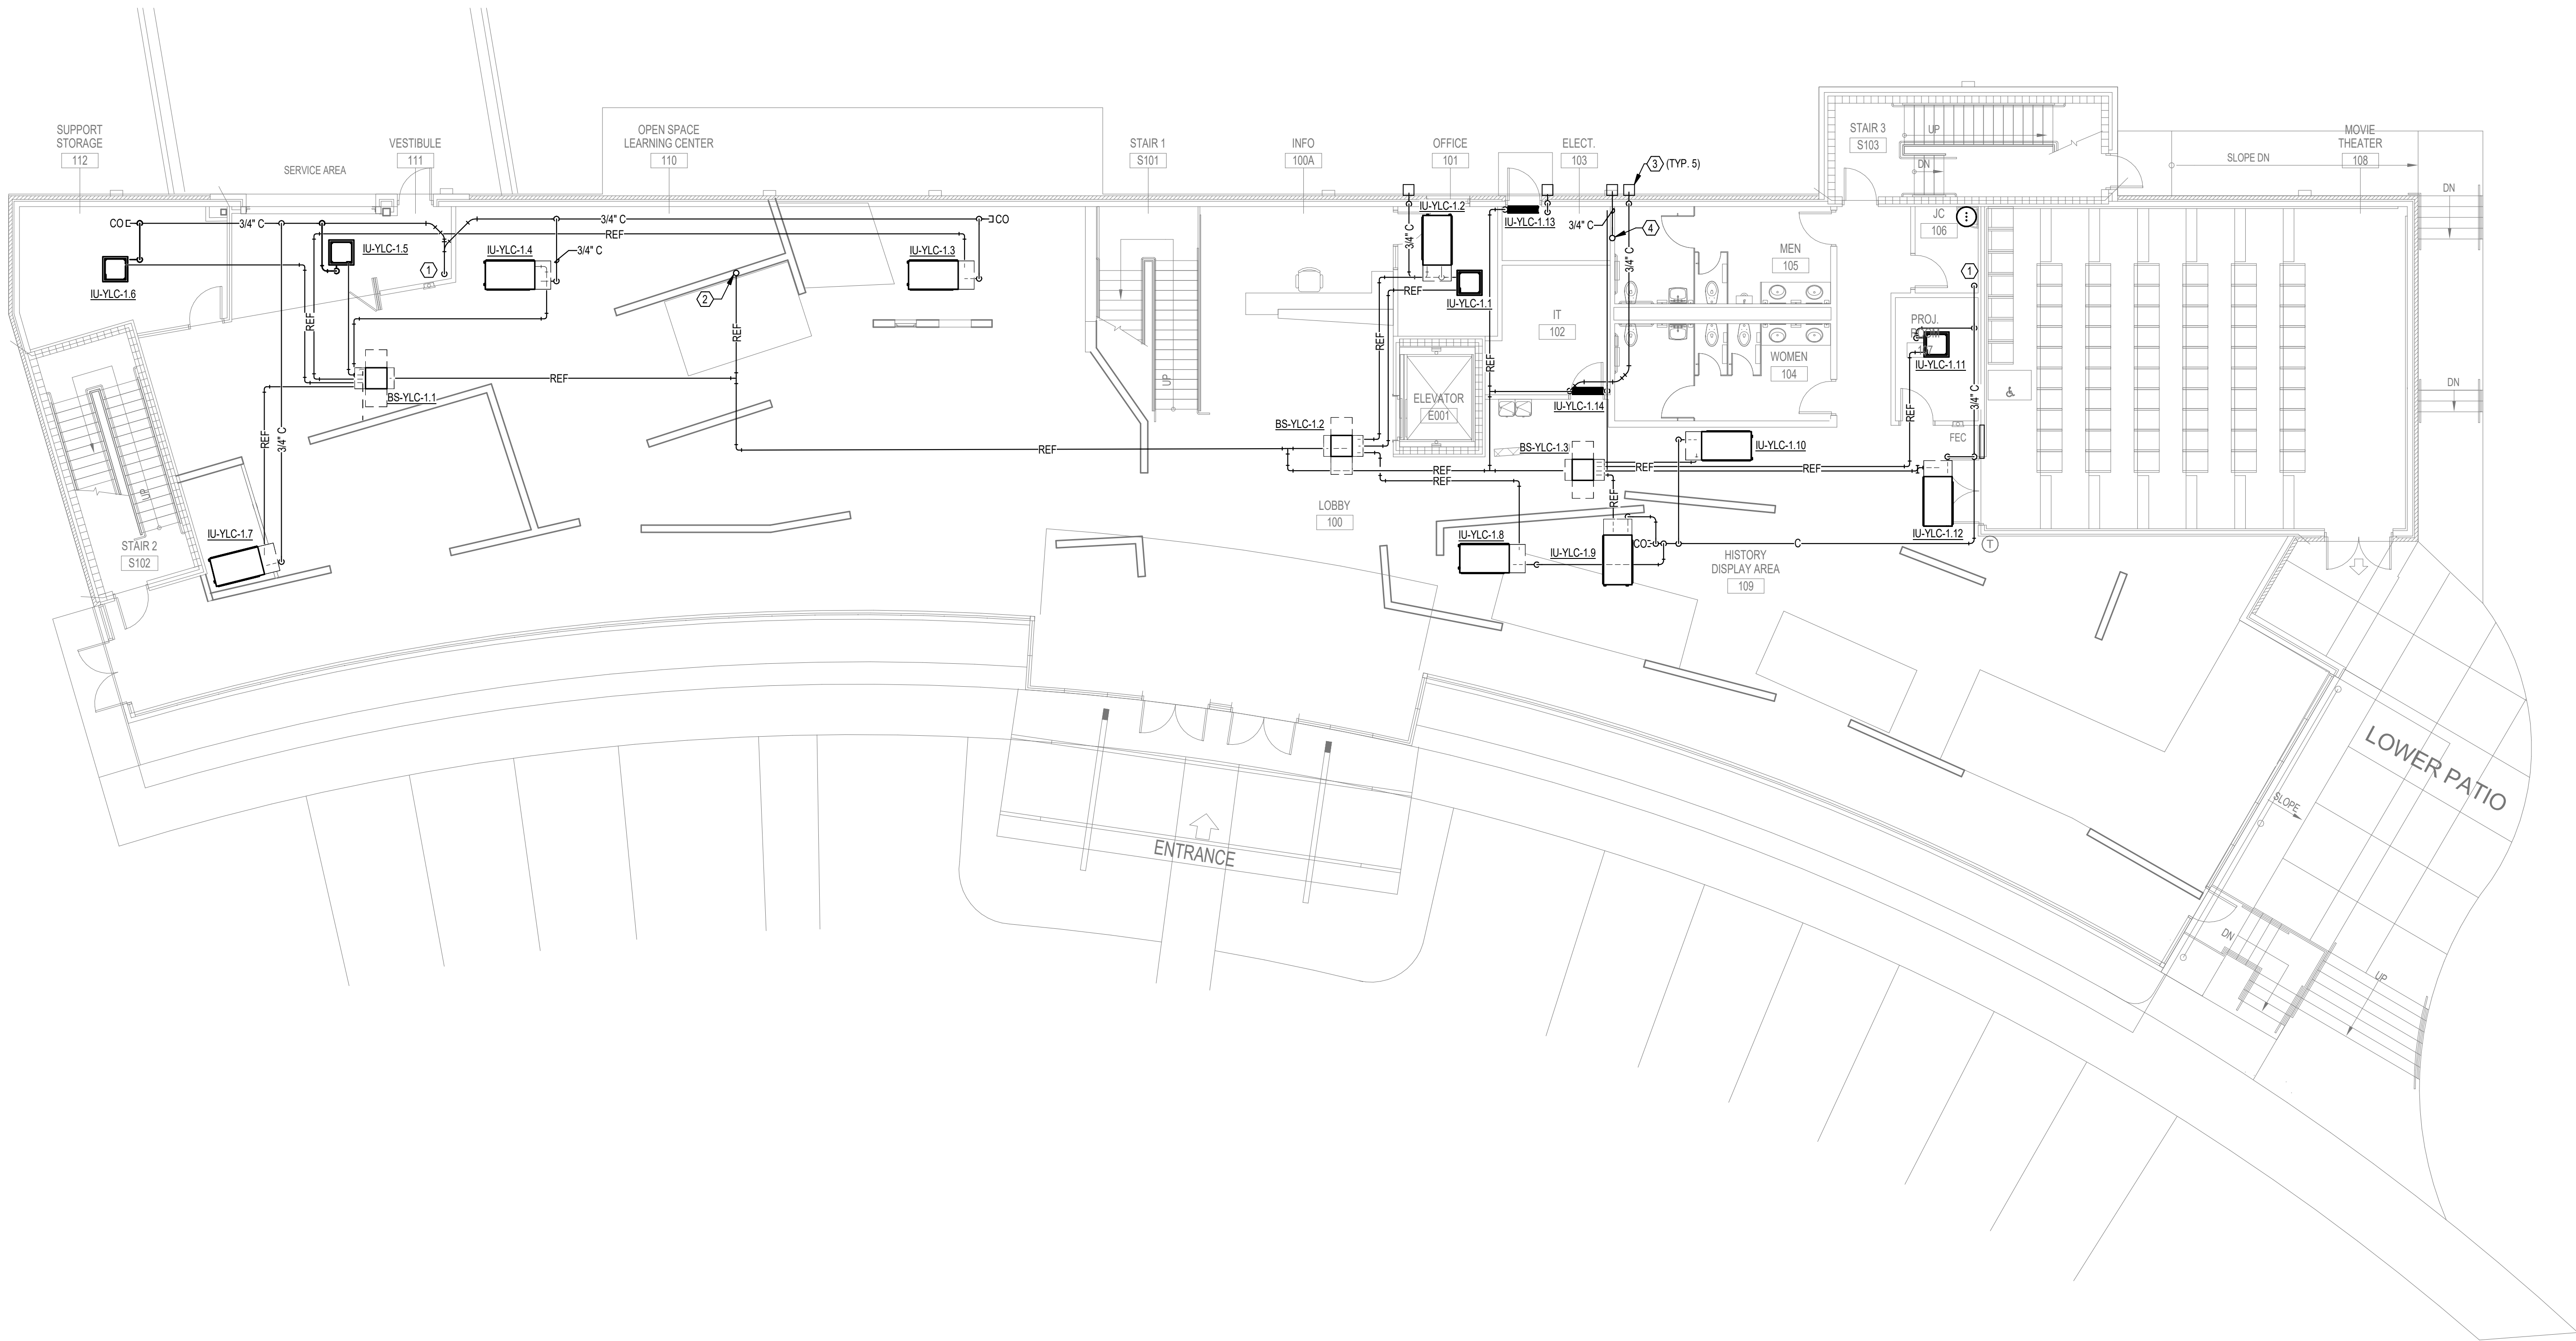 SUPPORT
STORAGE
112
SERVICE AREA
VESTIBULE
111
OPEN SPACE
LEARNING CENTER
110
STAIR 1
S101
INFO
100A
OFFICE
101
ELECT.
103
3 (TYP. 5)
STAIR 3
S103
UP
DN
MOVIE
THEATER
108
SLOPE DN
DN
CO
3/4" C
REF
3/4" C
CO
IU-YLC-1.5
IU-YLC-1.4
3/4" C
IU-YLC-1.3
IU-YLC-1.6
1
2
REF
REF
IU-YLC-1.2
3/4" C
IU-YLC-1.13
3/4" C
4
3/4" C
REF
IU-YLC-1.1
REF
REF
IT
102
MEN
105
WOMEN
104
JC
106
1
PROJ.
IU-YLC-1.11
3/4" C
REF
DN
BS-YLC-1.1
REF
UP
ELEVATOR
E001
IU-YLC-1.14
REF
3/4" C
BS-YLC-1.2
REF
REF
REF
BS-YLC-1.3
REF
REF
REF
IU-YLC-1.10
FEC
UP
STAIR 2
S102
IU-YLC-1.7
LOBBY
100
IU-YLC-1.8
IU-YLC-1.9
CO
C
HISTORY
DISPLAY AREA
109
IU-YLC-1.12
T
ENTRANCE
LOWER PATIO
SLOPE
DN
UP